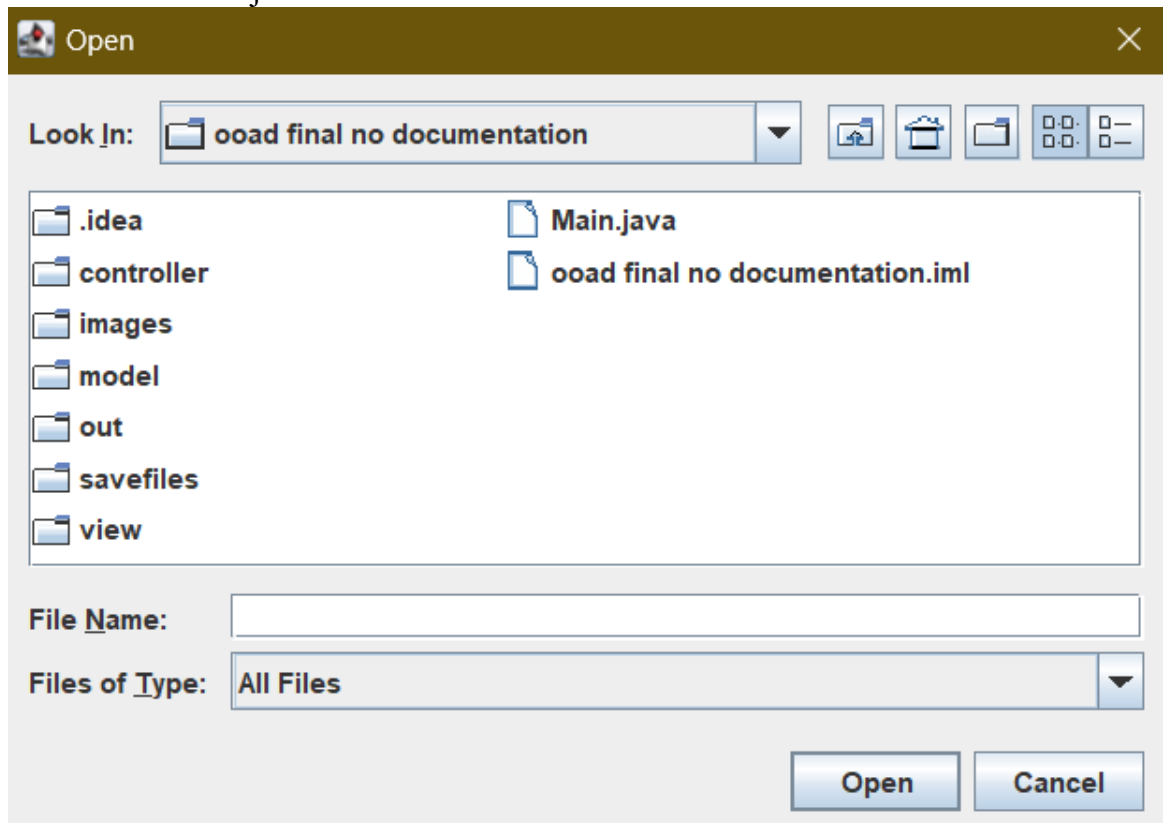 Open
Look In: ooad final no documentation
.idea
controller
images
model
out
savefiles
view
Main.java
ooad final no documentation.iml
File Name:
Files of Type: All Files
Open Cancel